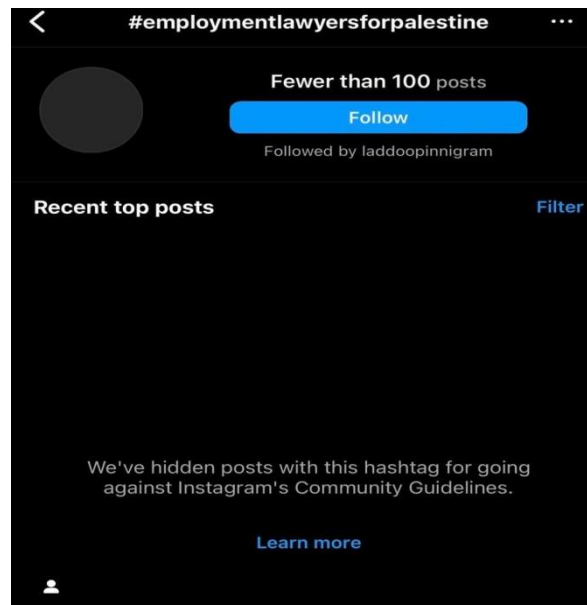 #employmentlawyersforpalestine
Fewer than 100 posts
Follow
Followed by laddoopinnigram
Recent top posts
Filter
We've hidden posts with this hashtag for going
against Instagram's Community Guidelines.
Learn more